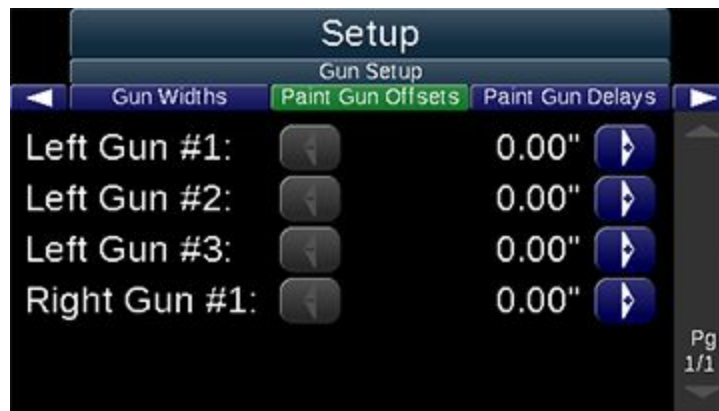 Setup
Gun Setup
Gun Widths Paint Gun Offsets Paint Gun Delays
Left Gun #1: 0.00"
Left Gun #2: 0.00"
Left Gun #3: 0.00"
Right Gun #1: 0.00"
Pg
1/1